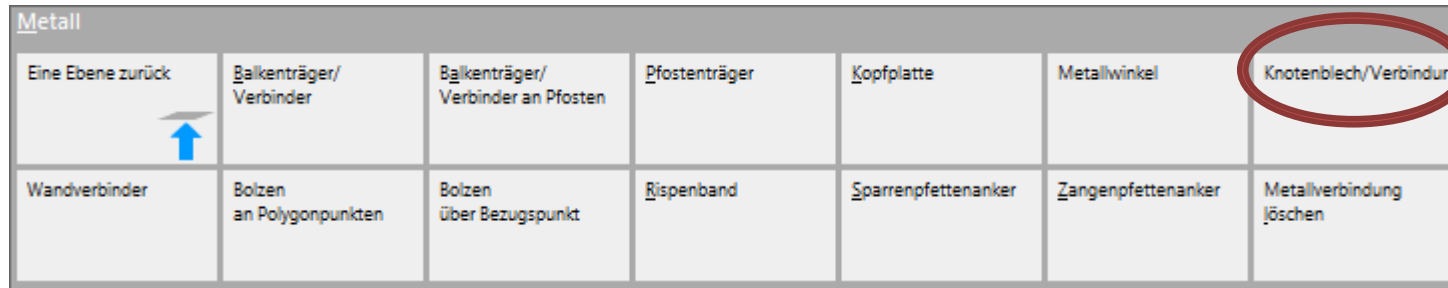 Metall
Eine Ebene zurück
Balkenträger/
Verbinder
Balkenträger/
Verbinder an Pfosten
Pfostenträger
Kopfplatte
Metallwinkel
Knotenblech/Verbindun
Wandverbinder
Bolzen
an Polygonpunkten
Bolzen
über Bezugspunkt
Rispenband
Sparrenpfettenanker
Zangenpfettenanker
Metallverbindung
löschen